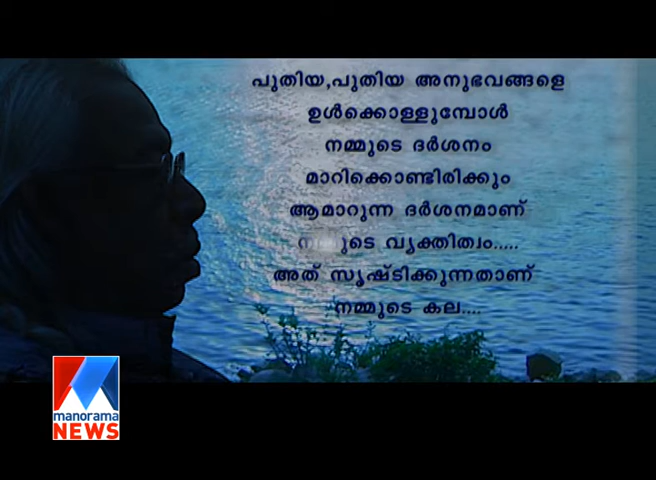 പുതിയ,പുതിയ അനുഭവങ്ങളെ
ഉൾക്കൊള്ളുമ്പോൾ
നമ്മുടെ ദർശനം
മാറിക്കൊണ്ടിരിക്കും
ആമാറുന്ന ദർശനമാണ്
വ്യക്തിത്വം.....
അത് സൃഷ്ടിക്കുന്നതാണ്
നമ്മുടെ കല....
manorama
NEWS